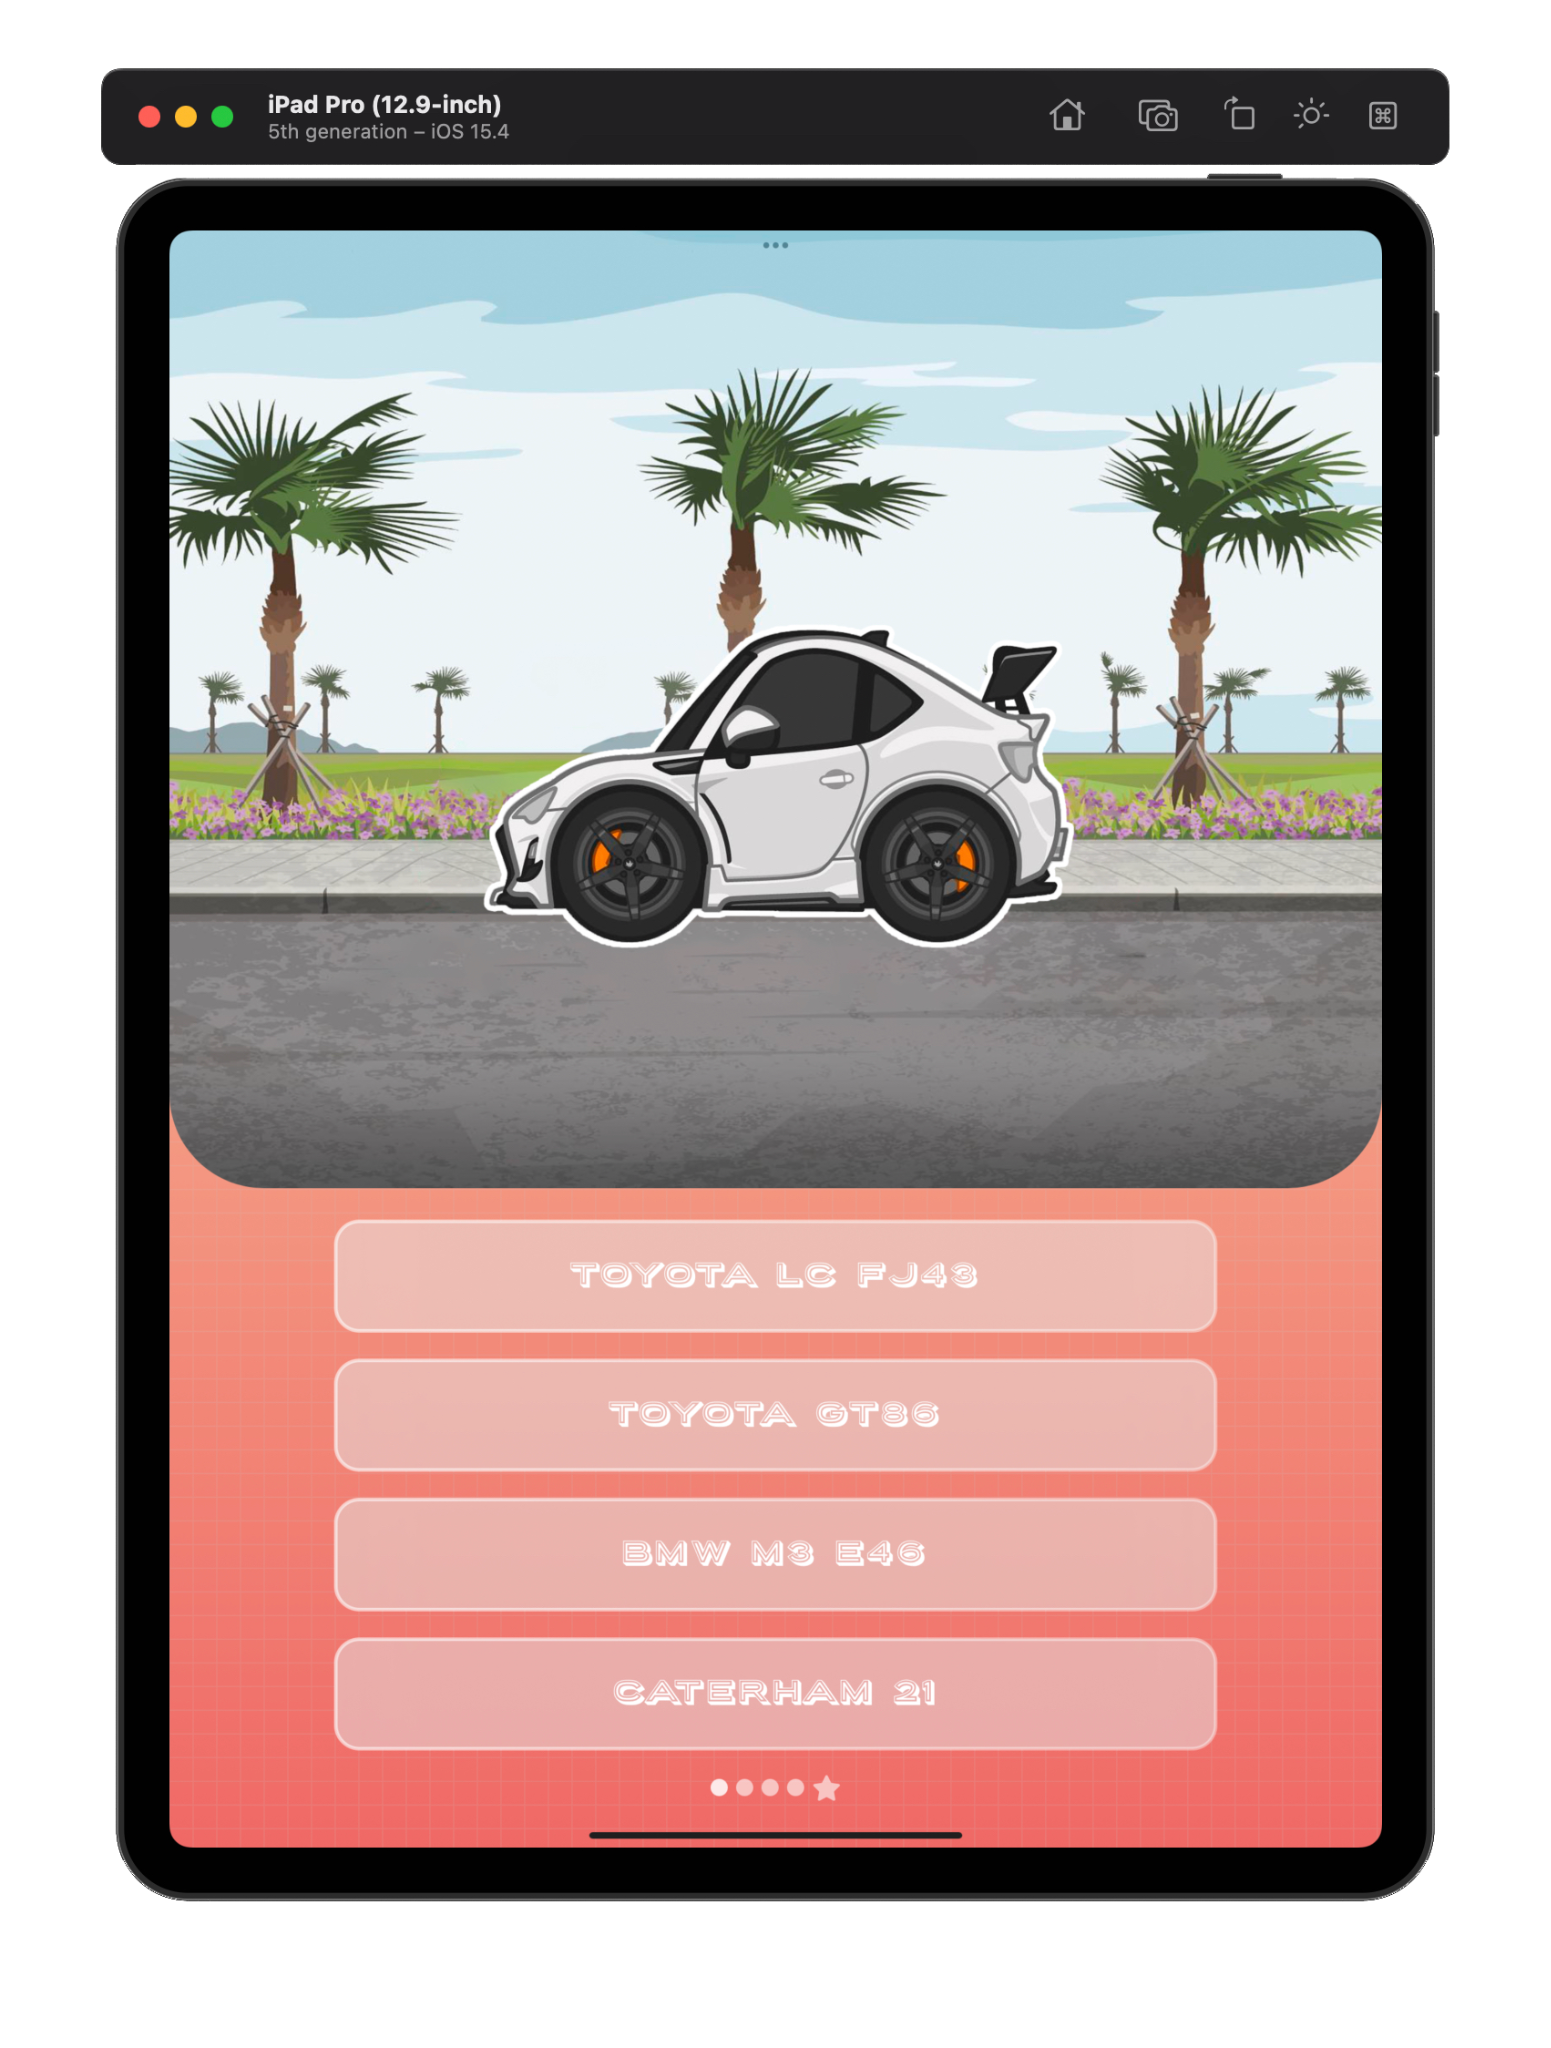 iPad Pro (12.9-inch)
5th generation – iOS 15.4
TOYOTA LC FJ43
TOYOTA GT86
BMW M3 E46
CATERHAM 21